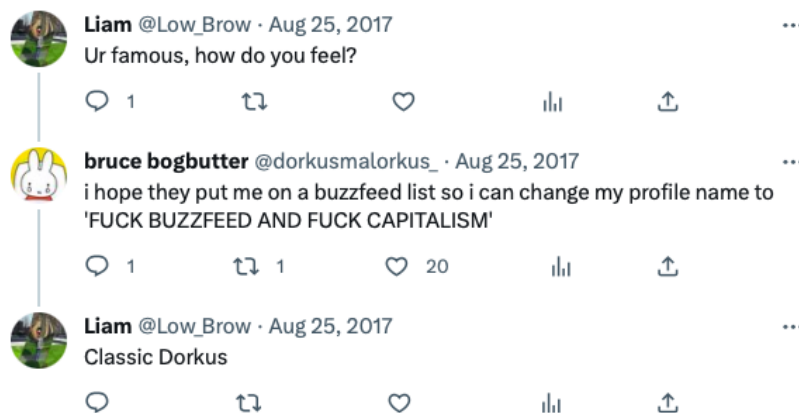 Liam @Low_Brow · Aug 25, 2017
Ur famous, how do you feel?
1
bruce bogbutter @dorkusmalorkus_ · Aug 25, 2017
i hope they put me on a buzzfeed list so i can change my profile name to
'FUCK BUZZFEED AND FUCK CAPITALISM'
1 1 20
Liam @Low_Brow · Aug 25, 2017
Classic Dorkus